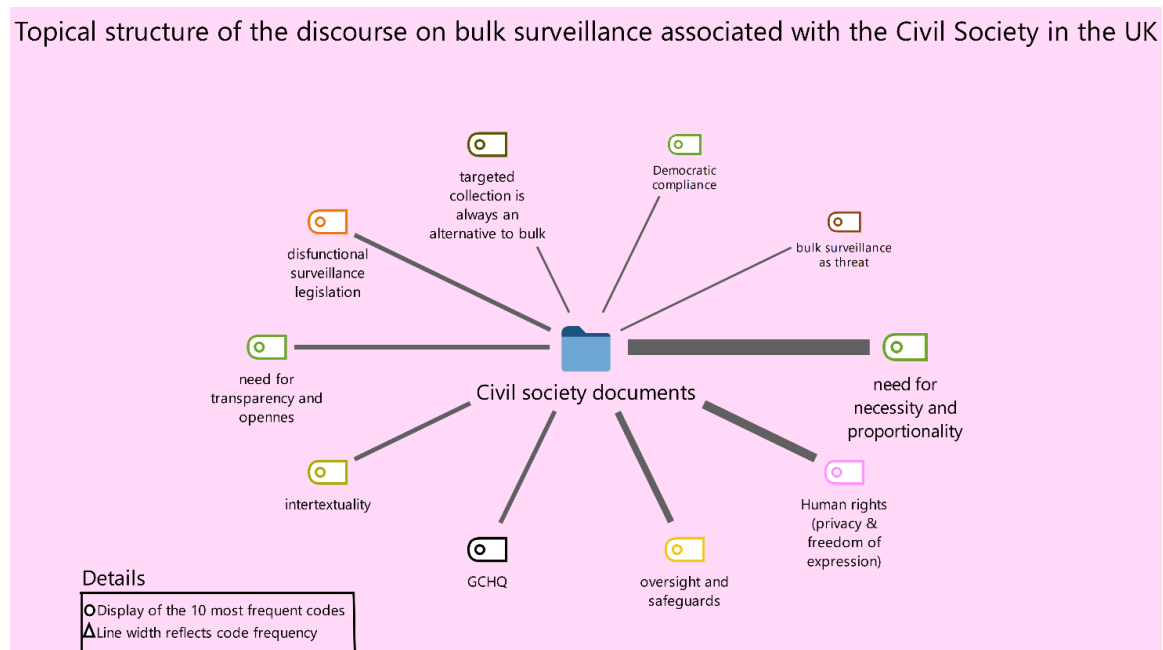 Topical structure of the discourse on bulk surveillance associated with the Civil Society in the UK
targeted
collection is
always an
alternative to bulk
Democratic
compliance
disfunctional
surveillance
legislation
bulk surveillance
as threat
need for
transparency and
opennes
Civil society documents
need for
necessity and
proportionality
intertextuality
Human rights
(privacy &
freedom of
expression)
GCHQ
oversight and
safeguards
Details
Display of the 10 most frequent codes
Line width reflects code frequency